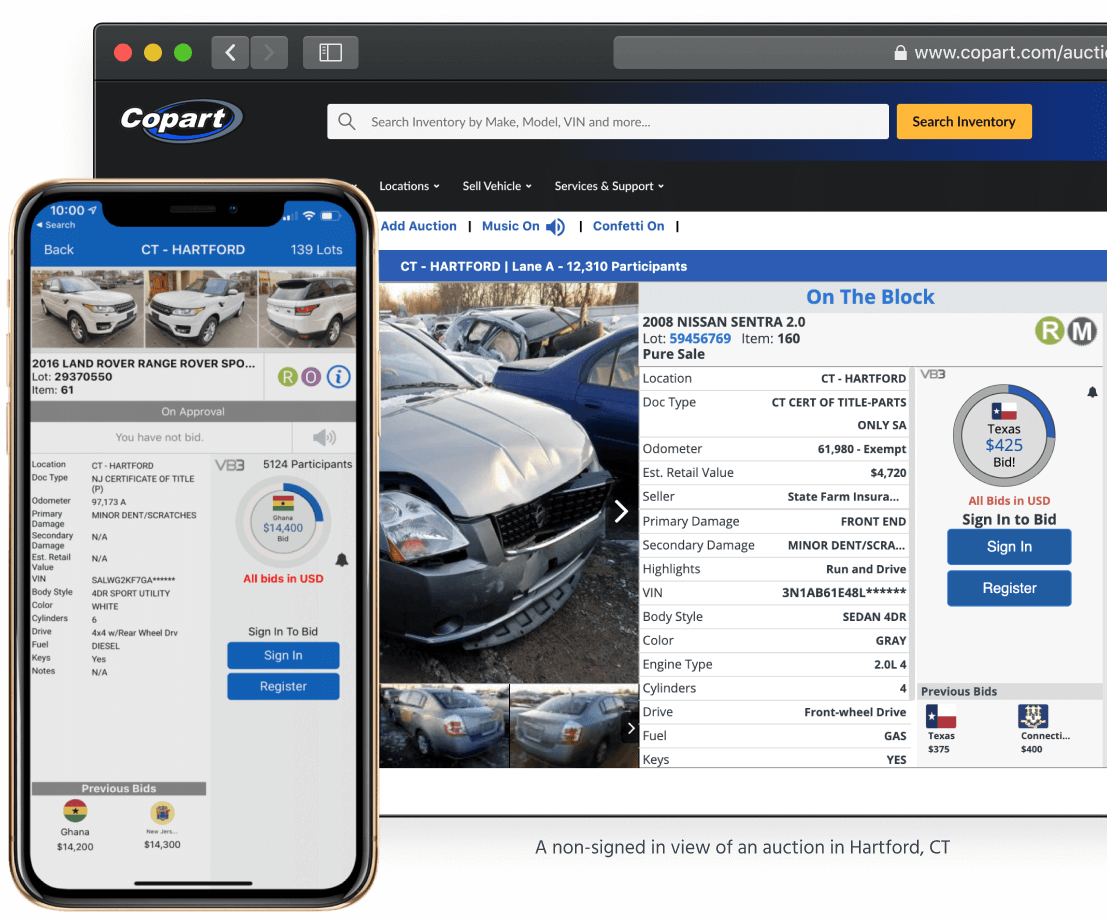 www.copart.com/aucti
Copart
Search Inventory by Make, Model, VIN and more...
Search Inventory
Locations
Sell Vehicle
Services & Support
Add Auction | Music On | Confetti On |
CT - HARTFORD | Lane A - 12,310 Participants
On The Block
2008 NISSAN SENTRA 2.0
Lot: 59456769 Item: 160
Pure Sale
R M
Location CT - HARTFORD
Doc Type CT CERT OF TITLE-PARTS
ONLY SA
Odometer 61,980 - Exempt
Est. Retail Value $4,720
Seller State Farm Insura...
Primary Damage FRONT END
Secondary Damage MINOR DENT/SCRA...
Highlights Run and Drive
VIN 3N1AB61E48L******
Body Style SEDAN 4DR
Color GRAY
Engine Type 2.0L 4
Cylinders 4
Drive Front-wheel Drive
Fuel GAS
Keys YES
VB3
Texas
$425
Bid!
All Bids in USD
Sign In to Bid
Sign In
Register
Previous Bids
Texas
$375
Connecti...
$400
10:00
Search
Back CT - HARTFORD 139 Lots
2016 LAND ROVER RANGE ROVER SPO...
Lot: 29370550
Item: 61
R O i
On Approval
You have not bid.
Location CT - HARTFORD
Doc Type NJ CERTIFICATE OF TITLE
(P)
Odometer 97,173 A
Primary
Damage MINOR DENT/SCRATCHES
Secondary
Damage N/A
Est. Retail
Value N/A
VIN SALWG2KF7GA******
Body Style 4DR SPORT UTILITY
Color WHITE
Cylinders 6
Drive 4x4 w/Rear Wheel Drv
Fuel DIESEL
Keys Yes
Notes N/A
VB3 5124 Participants
Ghana
$14,400
Bid
All bids in USD
Sign In To Bid
Sign In
Register
Previous Bids
Ghana
$14,200
New Jers...
$14,300
A non-signed in view of an auction in Hartford, CT